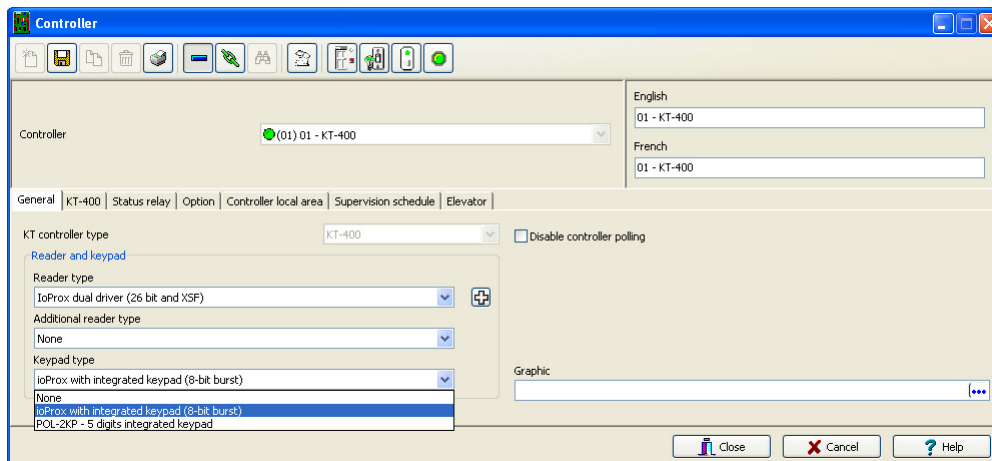 Controller
English
01 - KT-400
Controller
(01) 01 - KT-400
French
01 - KT-400
General KT-400 Status relay Option Controller local area Supervision schedule Elevator
KT controller type
KT-400
Disable controller polling
Reader and keypad
Reader type
IoProx dual driver (26 bit and XSF)
Additional reader type
None
Keypad type
ioProx with integrated keypad (8-bit burst)
None
ioProx with integrated keypad (8-bit burst)
POL-2KP - 5 digits integrated keypad
Graphic
Close Cancel Help